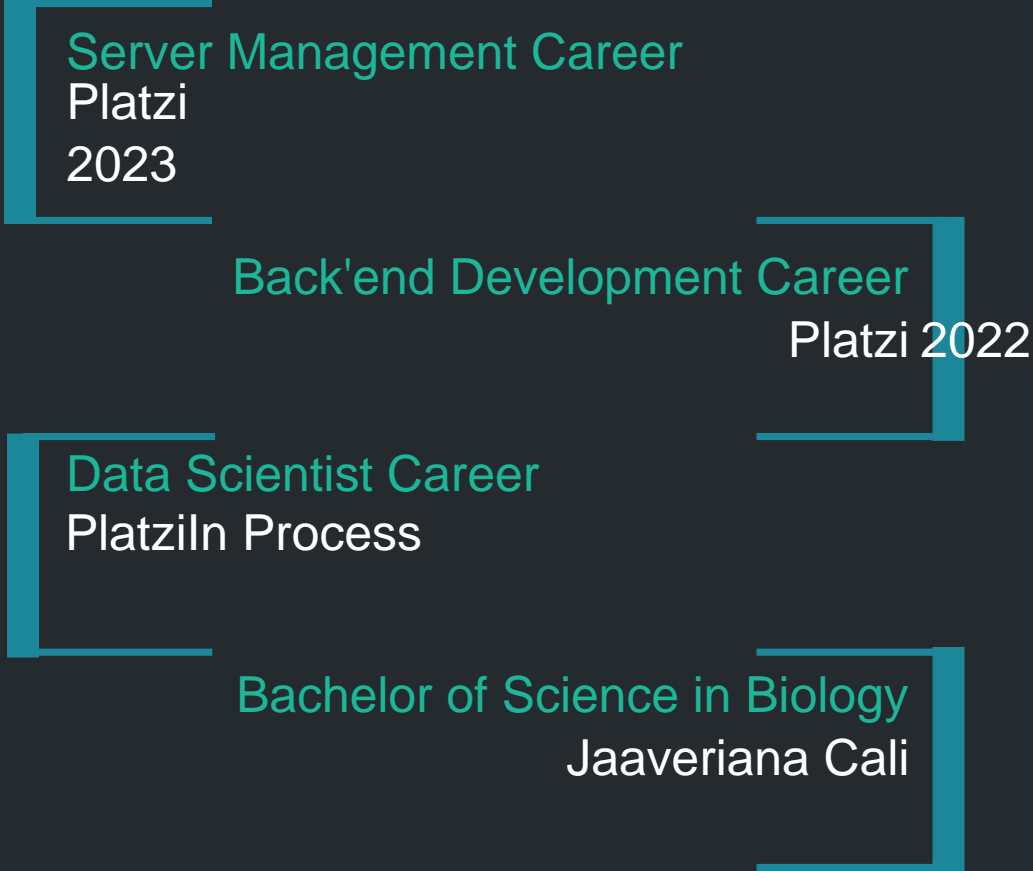 Server Management Career
Platzi
2023
Back'end Development Career
Platzi 2022
Data Scientist Career
PlatziIn Process
Bachelor of Science in Biology
Jaaveriana Cali